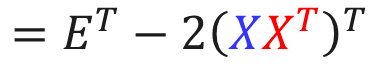 = E^T − 2(XX^T)^T